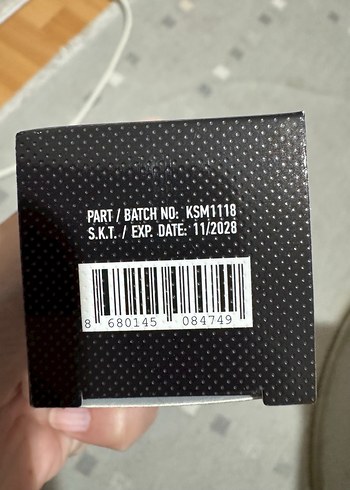 PART / BATCH NO: KSM1118
S.K.T. / EXP. DATE: 11/2028
8 680145 084749